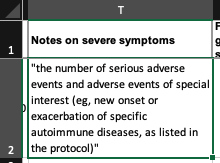 T
1 Notes on severe symptoms
"the number of serious adverse
events and adverse events of special
interest (eg, new onset or
exacerbation of specific
autoimmune diseases, as listed in
2 the protocol)"